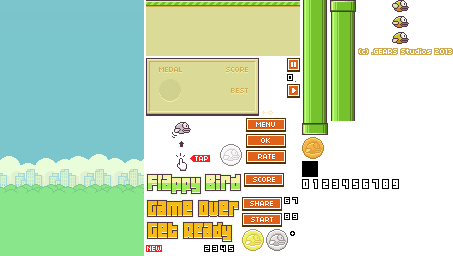 (c) .GEARS Studios 2013
MEDAL SCORE
BEST
MENU
OK
RATE
TAP
Flappy Bird
SCORE
0123456789
Game Over
SHARE
Get Ready
START
NEW